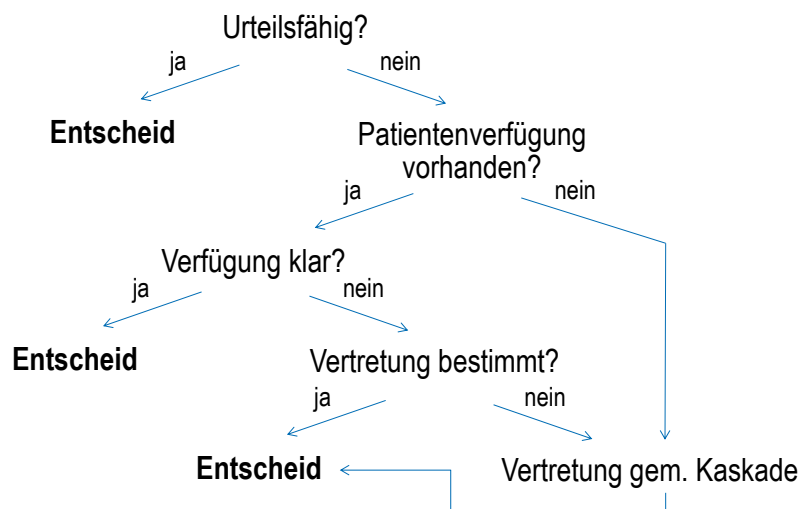 Urteilsfähig?
ja nein
Entscheid
Patientenverfügung
vorhanden?
ja nein
Verfügung klar?
ja nein
Entscheid
Vertretung bestimmt?
ja nein
Entscheid
Vertretung gem. Kaskade